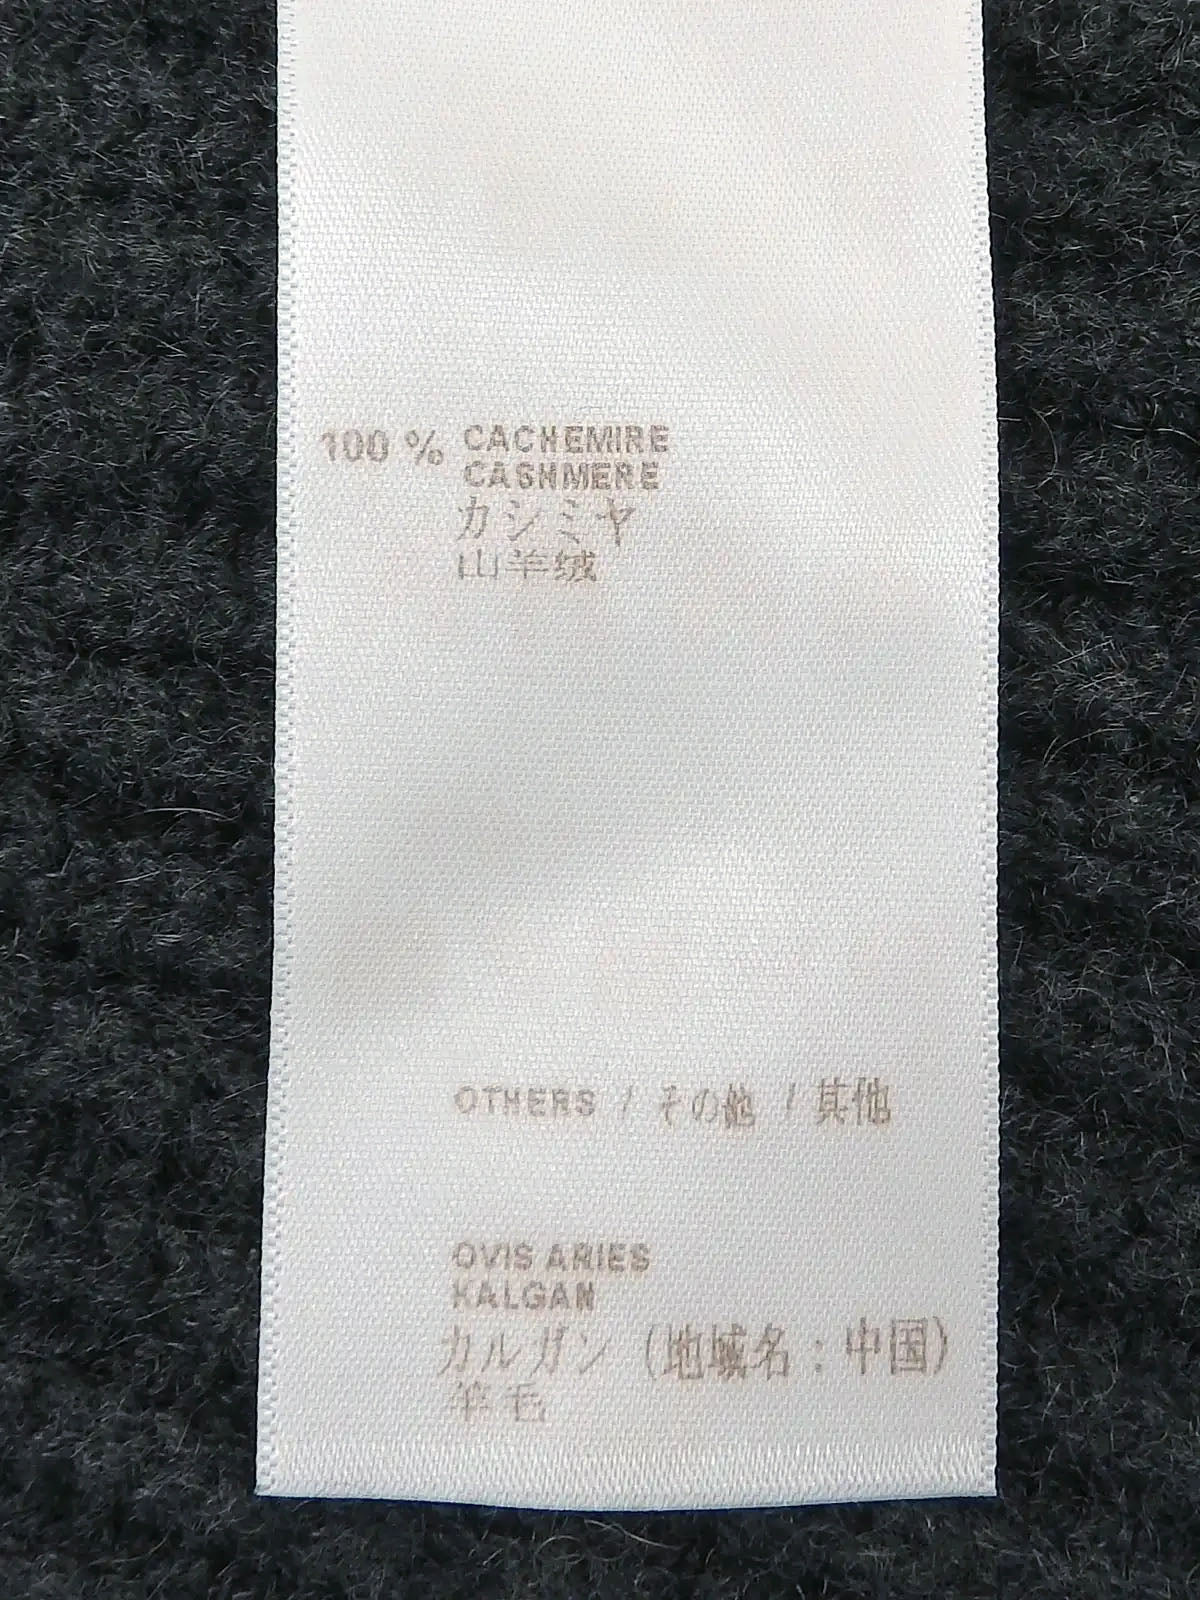 100 % CACHEMIRE
CASHMERE
カシミヤ
山羊绒
OTHERS / その他 / 其他
OVIS ARIES
KALGAN
カルガン (地域名:中国)
羊毛